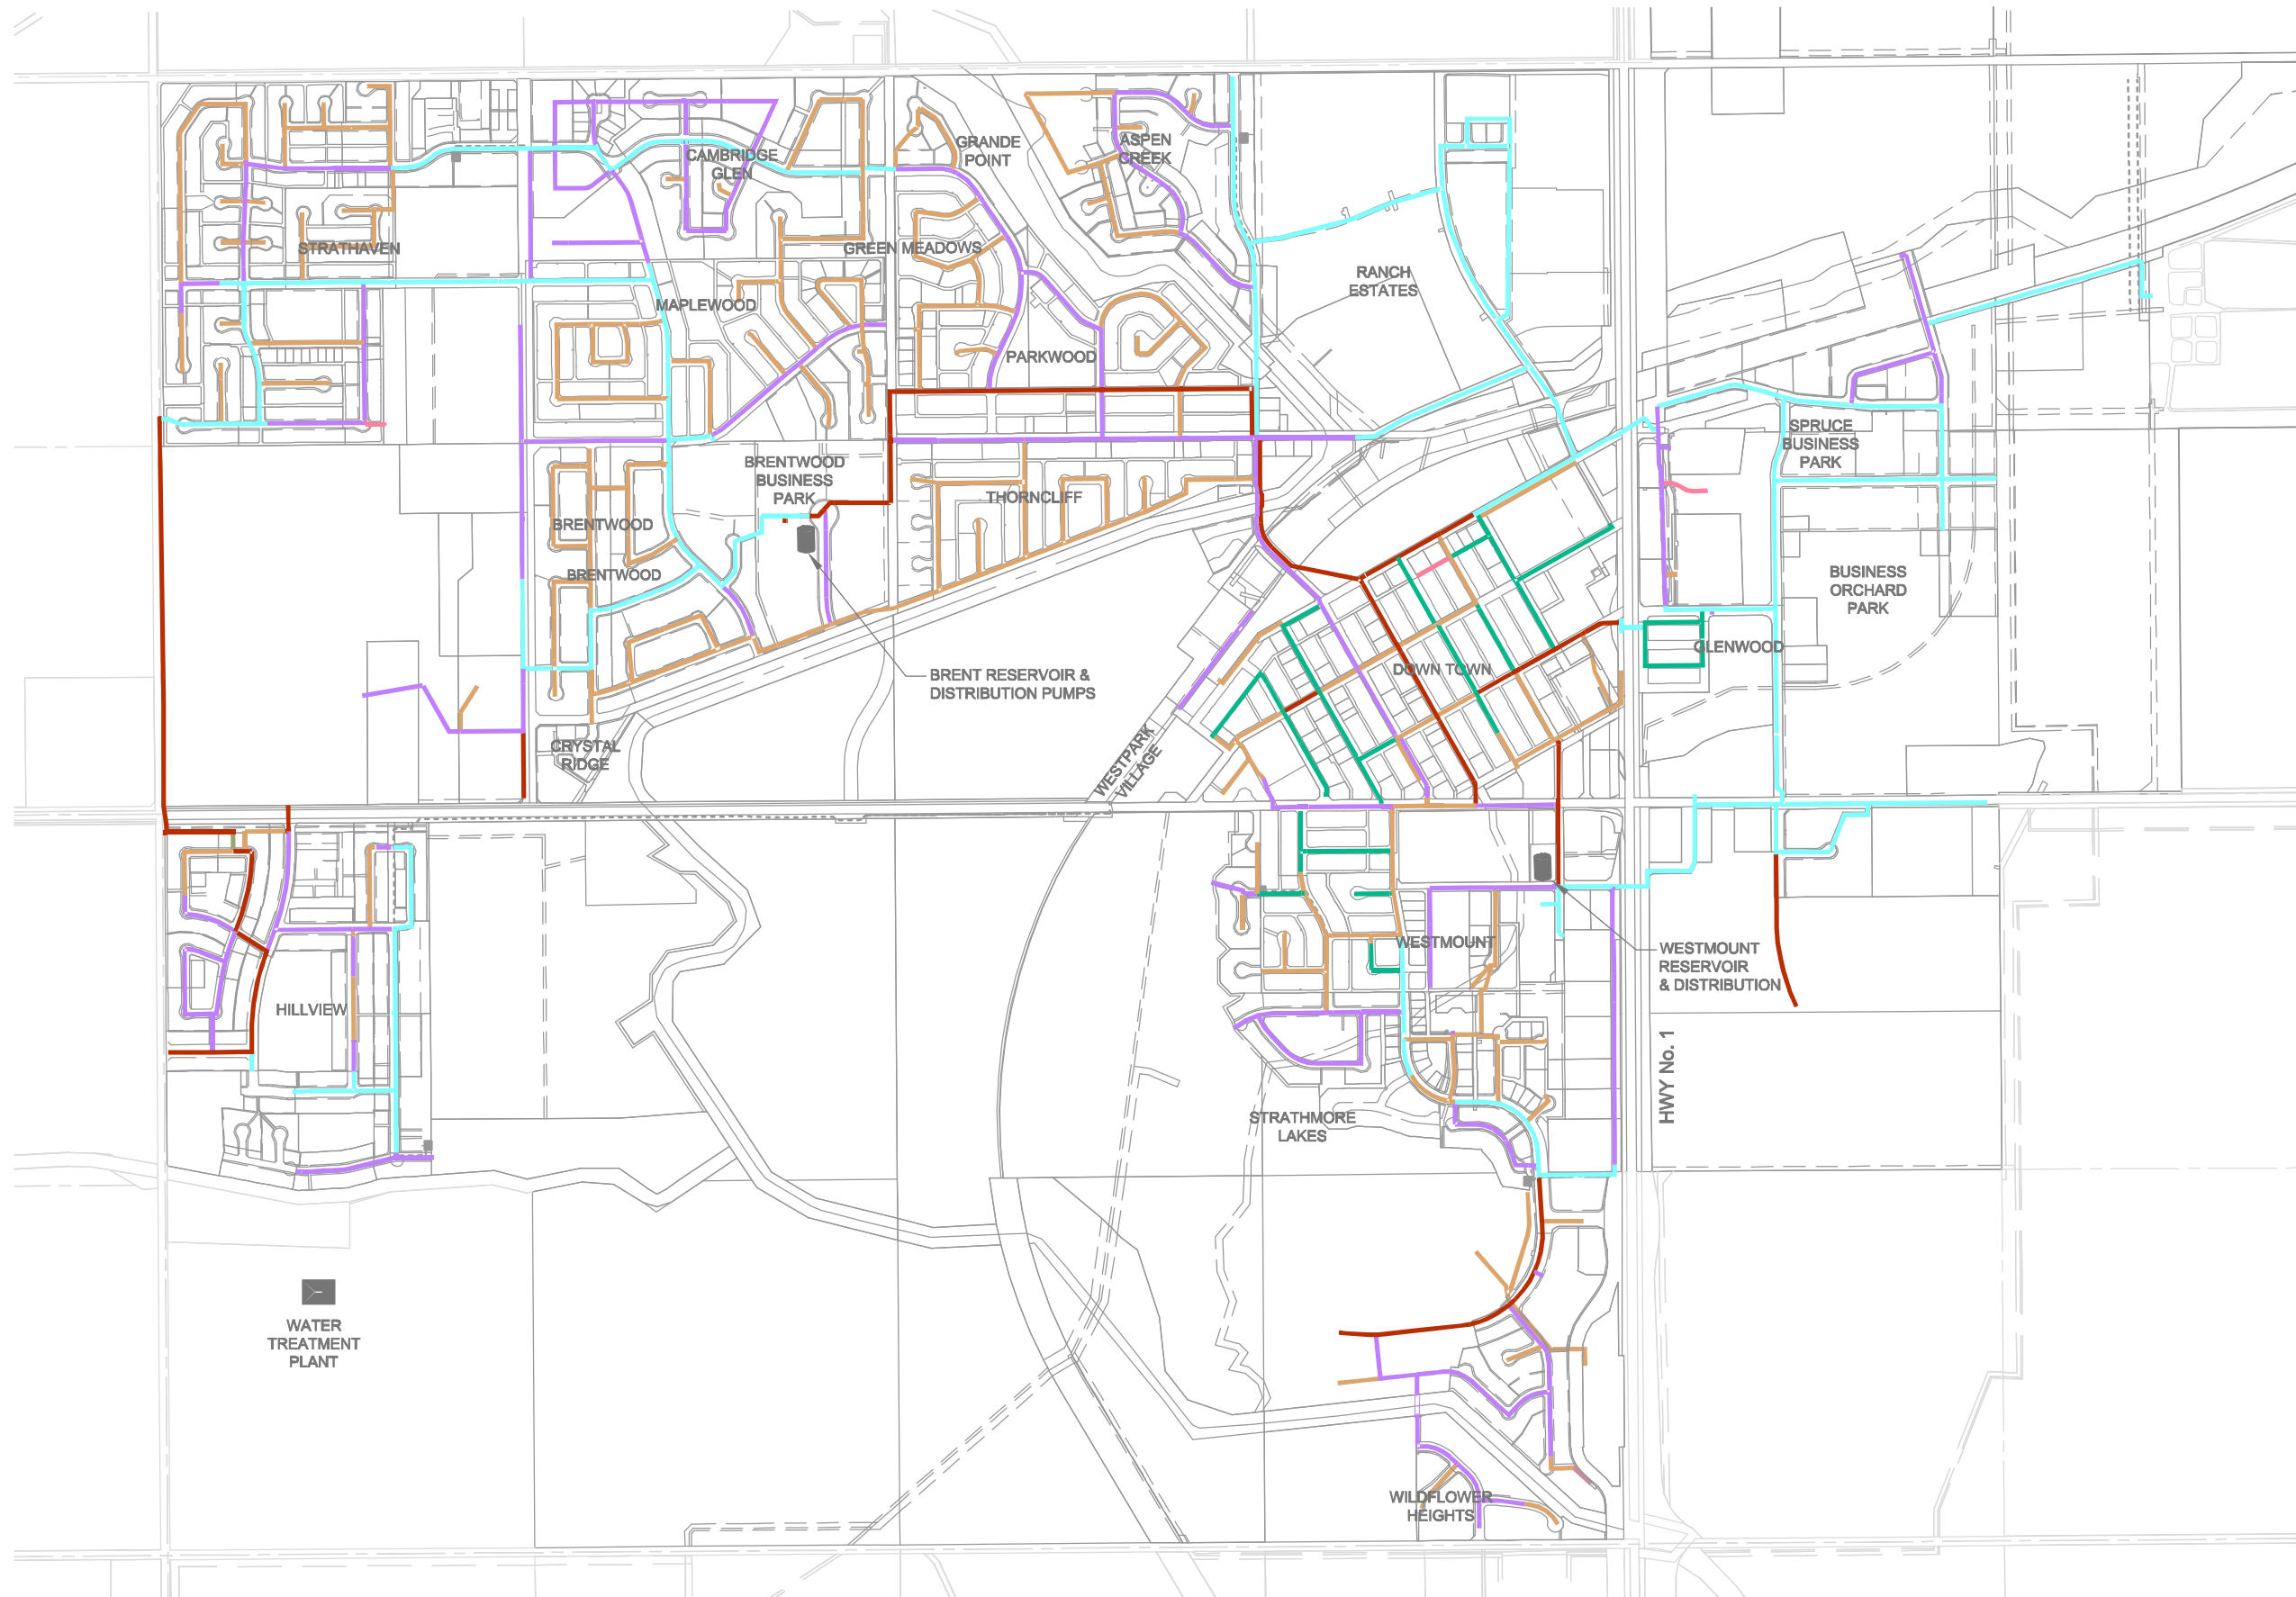 GRANDE
POINT
ASPEN
CREEK
CAMBRIDGE
GLEN
STRATHAVEN
GREEN MEADOWS
RANCH
ESTATES
MAPLEWOOD
PARKWOOD
SPRUCE
BUSINESS
PARK
BRENTWOOD
BUSINESS
PARK
THORNCLIFF
BRENTWOOD
BRENTWOOD
BUSINESS
ORCHARD
PARK
GLENWOOD
DOWN TOWN
BRENT RESERVOIR &
DISTRIBUTION PUMPS
CRYSTAL
RIDGE
WESTPARK
VILLAGE
WESTMOUNT
WESTMOUNT
RESERVOIR
& DISTRIBUTION
HILLVIEW
HWY No. 1
STRATHMORE
LAKES
WATER
TREATMENT
PLANT
WILDFLOWER
HEIGHTS